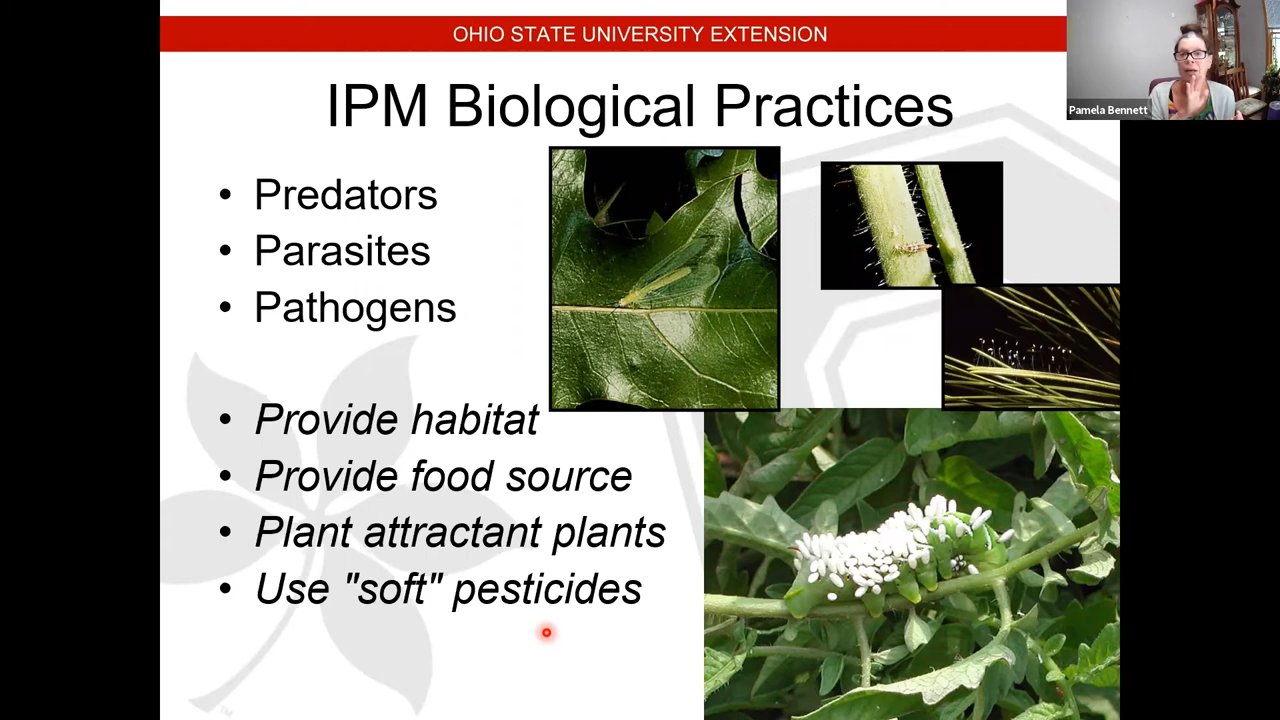 OHIO STATE UNIVERSITY EXTENSION
Pamela Bennett
IPM Biological Practices
• Predators
• Parasites
• Pathogens
• Provide habitat
• Provide food source
• Plant attractant plants
• Use "soft" pesticides
TM